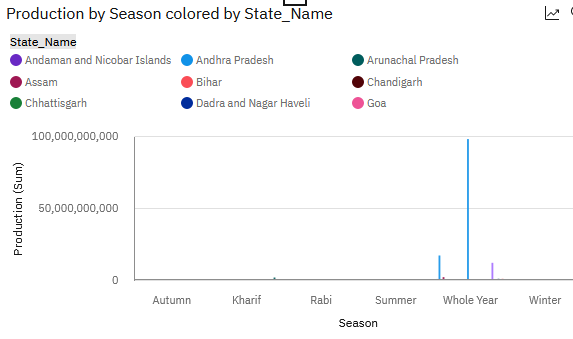 Production by Season colored by State_Name
State_Name
Andaman and Nicobar Islands Andhra Pradesh Arunachal Pradesh
Assam Bihar Chandigarh
Chhattisgarh Dadra and Nagar Haveli Goa
100,000,000,000
50,000,000,000
0
Production (Sum)
Autumn Kharif Rabi Summer Whole Year Winter
Season